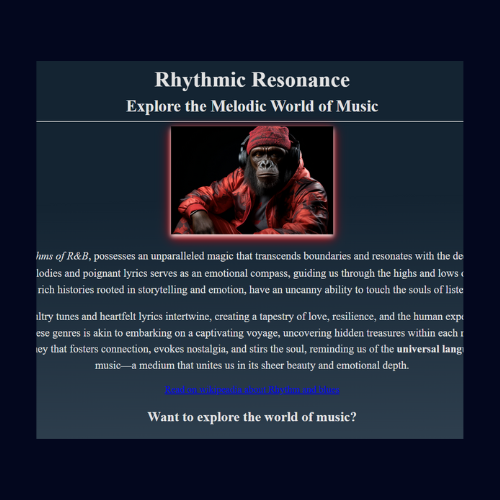 Rhythmic Resonance
Explore the Melodic World of Music
hms of R&B, possesses an unparalleled magic that transcends boundaries and resonates with the de
lodies and poignant lyrics serves as an emotional compass, guiding us through the highs and lows
rich histories rooted in storytelling and emotion, have an uncanny ability to touch the souls of liste
ultry tunes and heartfelt lyrics intertwine, creating a tapestry of love, resilience, and the human expe
ese genres is akin to embarking on a captivating voyage, uncovering hidden treasures within each
ney that fosters connection, evokes nostalgia, and stirs the soul, reminding us of the universal lang
music—a medium that unites us in its sheer beauty and emotional depth.
Read on wikipedia about Rhythm and blues
Want to explore the world of music?